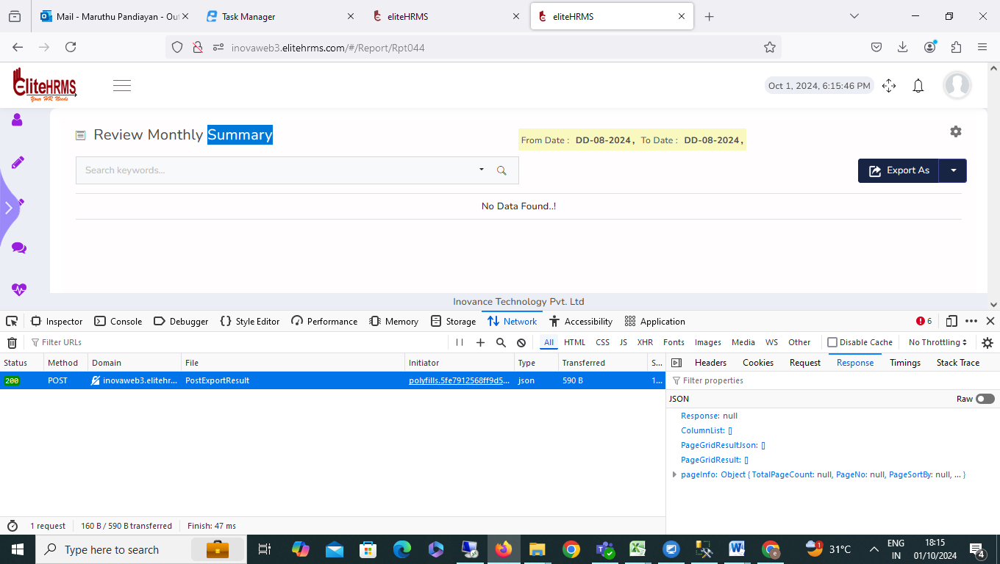 Mail - Maruthu Pandiayan - Out
Task Manager
eliteHRMS
eliteHRMS
inovaweb3.elitehrms.com/#/Report/Rpt044
EliteHRMS
Your HR Needs
Oct 1, 2024, 6:15:46 PM
Review Monthly Summary
From Date : DD-08-2024 , To Date : DD-08-2024 ,
Search keywords...
Export As
No Data Found..!
Inovance Technology Pvt. Ltd
Inspector Console Debugger Style Editor Performance Memory Storage Network Accessibility Application 6
Filter URLs
All HTML CSS JS XHR Fonts Images Media WS Other Disable Cache No Throttling
Status Method Domain File Initiator Type Transferred S...
Headers Cookies Request Response Timings Stack Trace
200 POST inovaweb3.elitehr... PostExportResult polyfills.5fe7912568ff9d5... json 590 B 1...
Filter properties
JSON Raw
Response: null
ColumnList: []
PageGridResultJson: []
PageGridResult: []
pageInfo: Object { TotalPageCount: null, PageNo: null, PageSortBy: null, ... }
1 request 160 B / 590 B transferred Finish: 47 ms
Type here to search
31°C
ENG
IN
18:15
01/10/2024
4